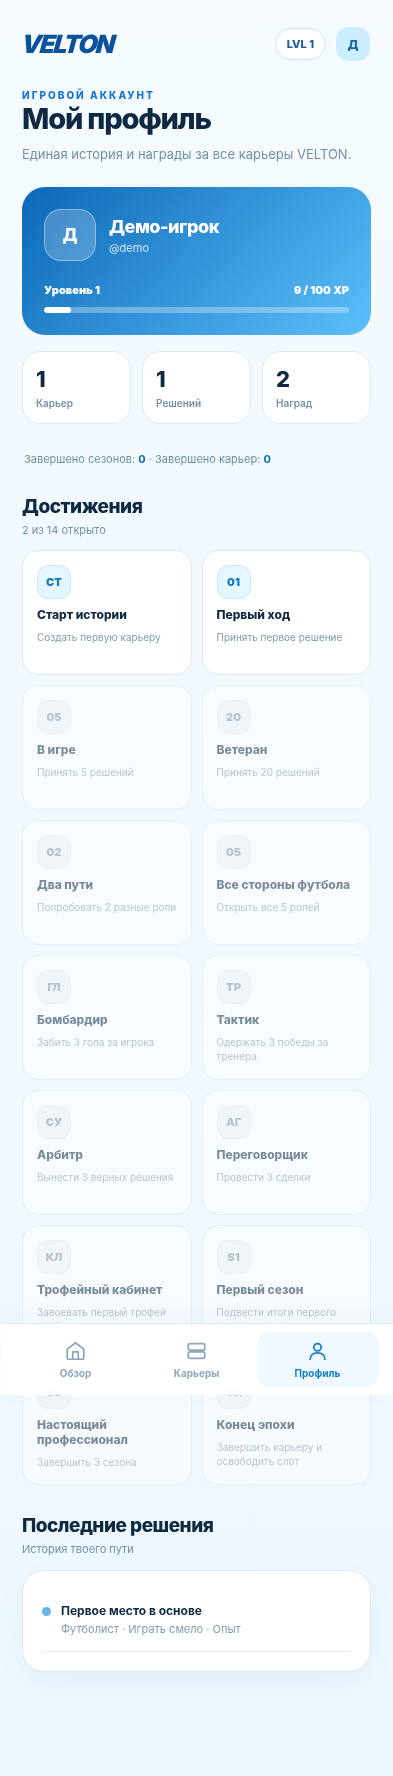 VELTON
LVL 1
Д
ИГРОВОЙ АККАУНТ
Мой профиль
Единая история и награды за все карьеры VELTON.
Д
Демо-игрок
@demo
Уровень 1
9 / 100 XP
1
Карьер
1
Решений
2
Наград
Завершено сезонов: 0 · Завершено карьер: 0
Достижения
2 из 14 открыто
СТ
Старт истории
Создать первую карьеру
01
Первый ход
Принять первое решение
05
В игре
Принять 5 решений
20
Ветеран
Принять 20 решений
02
Два пути
Попробовать 2 разные роли
05
Все стороны футбола
Открыть все 5 ролей
ГЛ
Бомбардир
Забить 3 гола за игрока
ТР
Тактик
Одержать 3 победы за
тренера
СУ
Арбитр
Вынести 3 верных решения
АГ
Переговорщик
Провести 3 сделки
КЛ
Трофейный кабинет
Завоевать первый трофей
S1
Первый сезон
Подвести итоги первого
Обзор
Карьеры
Профиль
Настоящий
профессионал
Завершить 3 сезона
Конец эпохи
Завершить карьеру и
освободить слот
Последние решения
История твоего пути
Первое место в основе
Футболист · Играть смело · Опыт